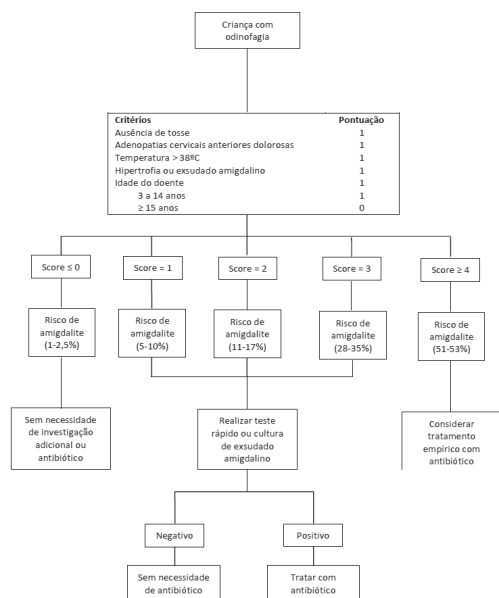 Criança com
odinofagia
Critérios Pontuação
Ausência de tosse 1
Adenopatias cervicais anteriores dolorosas 1
Temperatura > 38ºC 1
Hipertrofia ou exsudado amigdalino 1
Idade do doente 1
3 a 14 anos 1
≥ 15 anos 0
Score ≤ 0
Score = 1
Score = 2
Score = 3
Score ≥ 4
Risco de
amigdalite
(1-2,5%)
Risco de
amigdalite
(5-10%)
Risco de
amigdalite
(11-17%)
Risco de
amigdalite
(28-35%)
Risco de
amigdalite
(51-53%)
Sem necessidade
de investigação
adicional ou
antibiótico
Realizar teste
rápido ou cultura
de exsudado
amigdalino
Considerar
tratamento
empírico com
antibiótico
Negativo
Positivo
Sem necessidade
de antibiótico
Tratar com
antibiótico